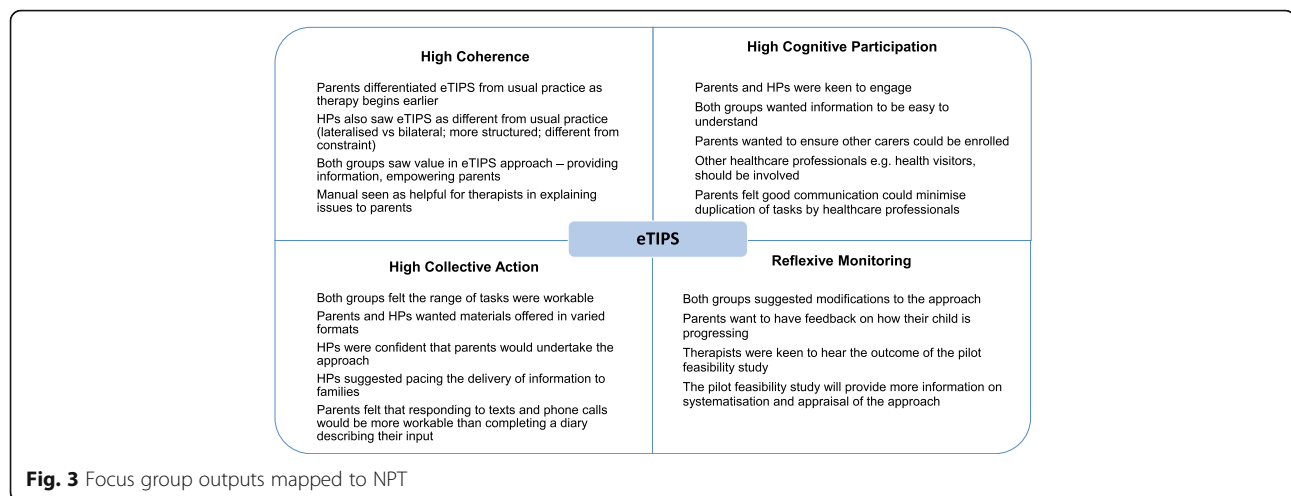 High Coherence
Parents differentiated eTIPS from usual practice as
therapy begins earlier
HPs also saw eTIPS as different from usual practice
(lateralised vs bilateral; more structured; different from
constraint)
Both groups saw value in eTIPS approach – providing
information, empowering parents
Manual seen as helpful for therapists in explaining
issues to parents
High Cognitive Participation
Parents and HPs were keen to engage
Both groups wanted information to be easy to
understand
Parents wanted to ensure other carers could be enrolled
Other healthcare professionals e.g. health visitors,
should be involved
Parents felt good communication could minimise
duplication of tasks by healthcare professionals
eTIPS
High Collective Action
Both groups felt the range of tasks were workable
Parents and HPs wanted materials offered in varied
formats
HPs were confident that parents would undertake the
approach
HPs suggested pacing the delivery of information to
families
Parents felt that responding to texts and phone calls
would be more workable than completing a diary
describing their input
Reflexive Monitoring
Both groups suggested modifications to the approach
Parents want to have feedback on how their child is
progressing
Therapists were keen to hear the outcome of the pilot
feasibility study
The pilot feasibility study will provide more information on
systematisation and appraisal of the approach
Fig. 3 Focus group outputs mapped to NPT